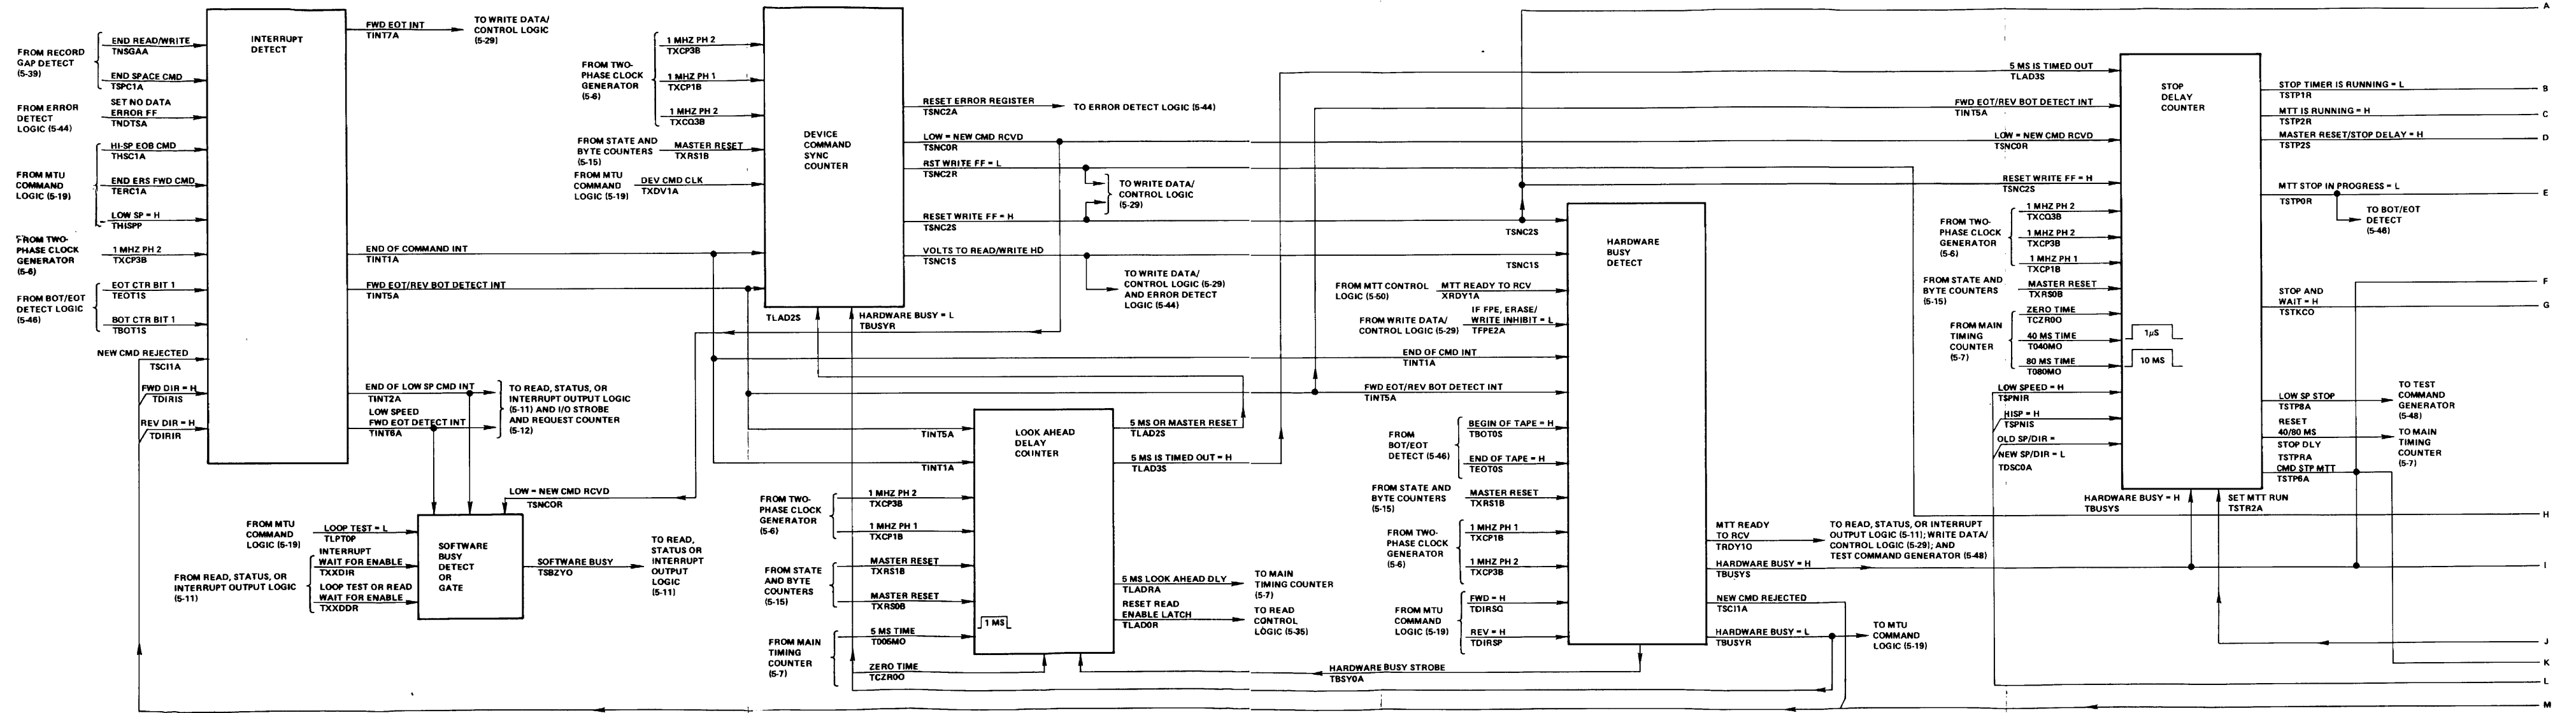 INTERRUPT
DETECT
FROM RECORD
GAP DETECT
(5-39)
END READ/WRITE
TNSGAA
END SPACE CMD
TSPC1A
FROM ERROR
DETECT
LOGIC (5-44)
SET NO DATA
ERROR FF
TNDTSA
FROM MTU
COMMAND
LOGIC (5-19)
HI-SP EOB CMD
THSC1A
END ERS FWD CMD
TERC1A
LOW SP = H
THISPP
FROM TWO-
PHASE CLOCK
GENERATOR
(5-6)
1 MHZ PH 2
TXCP3B
FROM BOT/EOT
DETECT LOGIC
(5-46)
EOT CTR BIT 1
TEOT1S
BOT CTR BIT 1
TBOT1S
NEW CMD REJECTED
TSCI1A
FWD DIR = H
TDIRIS
REV DIR = H
TDIRIR
FWD EOT INT
TINT7A
TO WRITE DATA/
CONTROL LOGIC
(5-29)
END OF COMMAND INT
TINT1A
FWD EOT/REV BOT DETECT INT
TINT5A
END OF LOW SP CMD INT
TINT2A
LOW SPEED
FWD EOT DETECT INT
TINT6A
TO READ, STATUS, OR
INTERRUPT OUTPUT LOGIC
(5-11) AND I/O STROBE
AND REQUEST COUNTER
(5-12)
LOW = NEW CMD RCVD
TSNCOR
FROM MTU
COMMAND
LOGIC (5-19)
LOOP TEST = L
TLPT0P
FROM READ, STATUS, OR
INTERRUPT OUTPUT LOGIC
(5-11)
INTERRUPT
WAIT FOR ENABLE
TXXDIR
LOOP TEST OR READ
WAIT FOR ENABLE
TXXDDR
SOFTWARE
BUSY
DETECT
OR
GATE
SOFTWARE BUSY
TSBZYO
TO READ,
STATUS OR
INTERRUPT
OUTPUT
LOGIC
(5-11)
DEVICE
COMMAND
SYNC
COUNTER
FROM TWO-
PHASE CLOCK
GENERATOR
(5-6)
1 MHZ PH 2
TXCP3B
1 MHZ PH 1
TXCP1B
1 MHZ PH 2
TXCQ3B
FROM STATE AND
BYTE COUNTERS
(5-15)
MASTER RESET
TXRS1B
FROM MTU
COMMAND
LOGIC (5-19)
DEV CMD CLK
TXDV1A
RESET ERROR REGISTER
TSNC2A
TO ERROR DETECT LOGIC (5-44)
LOW = NEW CMD RCVD
TSNC0R
RST WRITE FF = L
TSNC2R
TO WRITE DATA/
CONTROL LOGIC
(5-29)
RESET WRITE FF = H
TSNC2S
VOLTS TO READ/WRITE HD
TSNC1S
TO WRITE DATA/
CONTROL LOGIC (5-29)
AND ERROR DETECT
LOGIC (5-44)
TLAD2S
HARDWARE BUSY = L
TBUSYR
LOOK AHEAD
DELAY
COUNTER
TINT5A
TINT1A
FROM TWO-
PHASE CLOCK
GENERATOR
(5-6)
1 MHZ PH 2
TXCP3B
1 MHZ PH 1
TXCP1B
FROM STATE
AND BYTE
COUNTERS
(5-15)
MASTER RESET
TXRS1B
MASTER RESET
TXRS0B
FROM MAIN
TIMING
COUNTER
(5-7)
5 MS TIME
T005MO
ZERO TIME
TCZR0O
1 MS
5 MS OR MASTER RESET
TLAD2S
5 MS IS TIMED OUT = H
TLAD3S
5 MS LOOK AHEAD DLY
TLADRA
TO MAIN
TIMING COUNTER
(5-7)
RESET READ
ENABLE LATCH
TLAD0R
TO READ
CONTROL
LOGIC (5-35)
HARDWARE BUSY STROBE
TBSY0A
HARDWARE
BUSY
DETECT
TSNC2S
TSNC1S
FROM MTT CONTROL
LOGIC (5-50)
MTT READY TO RCV
XRDY1A
FROM WRITE DATA/
CONTROL LOGIC (5-29)
IF FPE, ERASE/
WRITE INHIBIT = L
TFPE2A
END OF CMD INT
TINT1A
FWD EOT/REV BOT DETECT INT
TINT5A
FROM
BOT/EOT
DETECT (5-46)
BEGIN OF TAPE = H
TBOT0S
END OF TAPE = H
TEOT0S
FROM STATE AND
BYTE COUNTERS
(5-15)
MASTER RESET
TXRS1B
FROM TWO-
PHASE CLOCK
GENERATOR
(5-6)
1 MHZ PH 1
TXCP1B
1 MHZ PH 2
TXCP3B
FROM MTU
COMMAND
LOGIC (5-19)
FWD = H
TDIRSQ
REV = H
TDIRSP
MTT READY
TO RCV
TRDY1O
TO READ, STATUS, OR INTERRUPT
OUTPUT LOGIC (5-11); WRITE DATA/
CONTROL LOGIC (5-29); AND
TEST COMMAND GENERATOR (5-48)
HARDWARE BUSY = H
TBUSYS
NEW CMD REJECTED
TSCI1A
HARDWARE BUSY = L
TBUSYR
TO MTU
COMMAND
LOGIC (5-19)
STOP
DELAY
COUNTER
5 MS IS TIMED OUT
TLAD3S
FWD EOT/REV BOT DETECT INT
TINT5A
LOW = NEW CMD RCVD
TSNC0R
RESET WRITE FF = H
TSNC2S
FROM TWO-
PHASE CLOCK
GENERATOR
(5-6)
1 MHZ PH 2
TXCQ3B
1 MHZ PH 2
TXCP3B
1 MHZ PH 1
TXCP1B
FROM STATE AND
BYTE COUNTERS
(5-15)
MASTER RESET
TXRS0B
FROM MAIN
TIMING
COUNTER
(5-7)
ZERO TIME
TCZR0O
40 MS TIME
T040MO
80 MS TIME
T080MO
1µS
10 MS
LOW SPEED = H
TSPNIR
HISP = H
TSPNIS
OLD SP/DIR =
NEW SP/DIR = L
TDSC0A
HARDWARE BUSY = H
TBUSYS
SET MTT RUN
TSTR2A
STOP TIMER IS RUNNING = L
TSTP1R
MTT IS RUNNING = H
TSTP2R
MASTER RESET/STOP DELAY = H
TSTP2S
MTT STOP IN PROGRESS = L
TSTP0R
TO BOT/EOT
DETECT
(5-46)
STOP AND
WAIT = H
TSTKCO
LOW SP STOP
TSTP8A
TO TEST
COMMAND
GENERATOR
(5-48)
RESET
40/80 MS
STOP DLY
TSTPRA
TO MAIN
TIMING
COUNTER
(5-7)
CMD STP MTT
TSTP6A
A
B
C
D
E
F
G
H
I
J
K
L
M